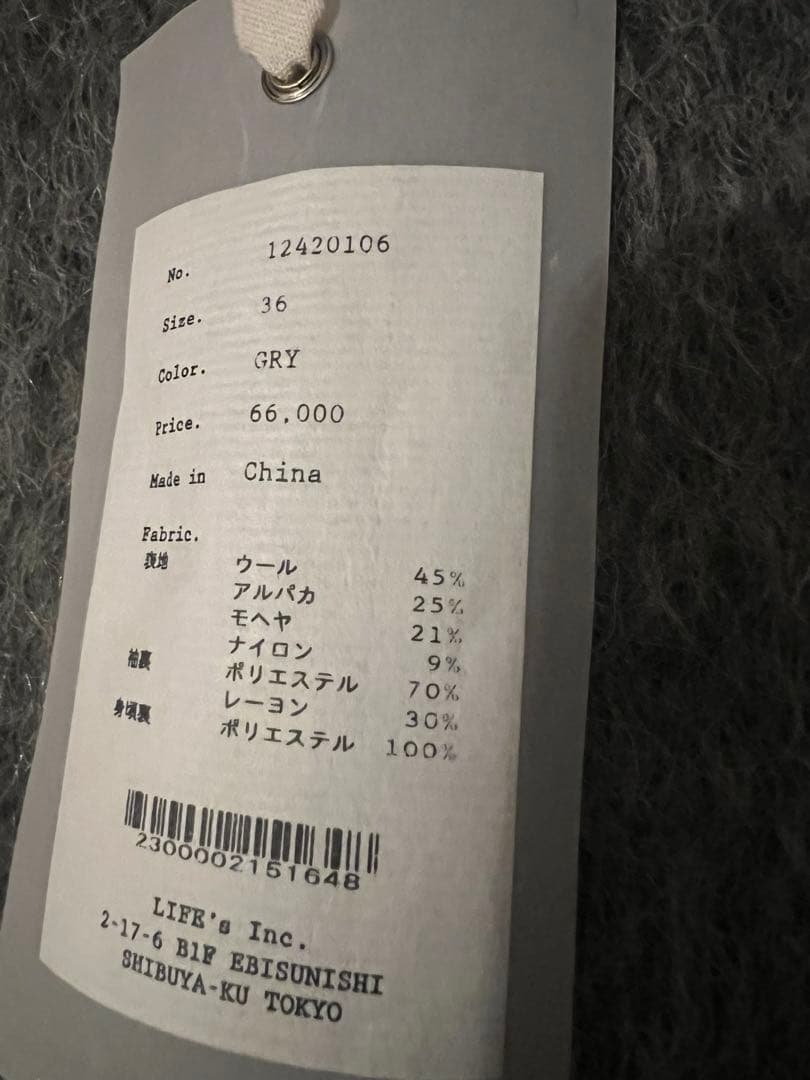 No. 12420106
Size. 36
Color. GRY
Price. 66,000
Made in China
Fabric.
表地 ウール 45%
アルパカ 25%
モヘヤ 21%
ナイロン 9%
袖裏 ポリエステル 70%
レーヨン 30%
身頃裏 ポリエステル 100%
2300002151648
LIFE's Inc.
2-17-6 B1F EBISUNISHI
SHIBUYA-KU TOKYO